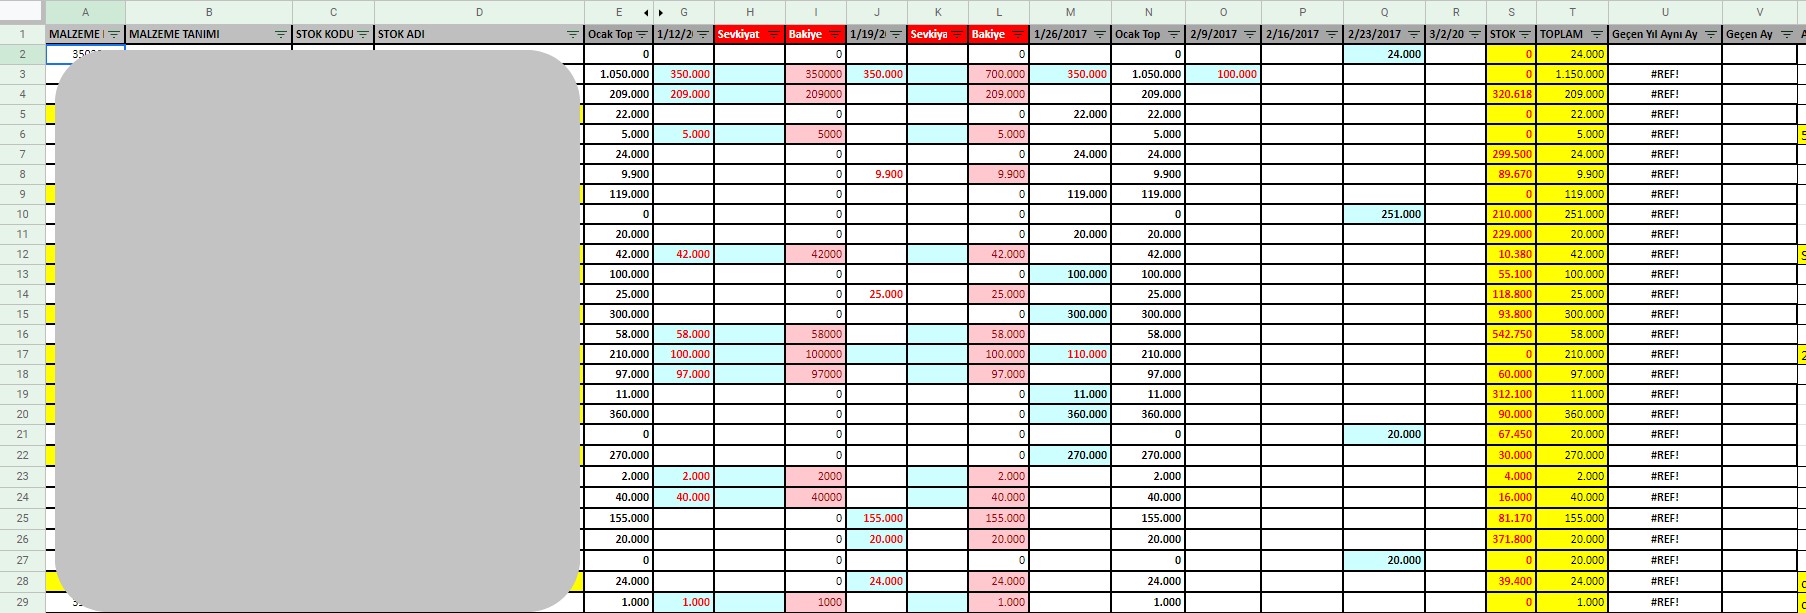 A B C D E G H I J K L M N O P Q R S T U V
1 MALZEME MALZEME TANIMI STOK KODU STOK ADI Ocak Top 1/12/2 Sevkiyat Bakiye 1/19/2 Sevkiya Bakiye 1/26/2017 Ocak Top 2/9/2017 2/16/2017 2/23/2017 3/2/20 STOK TOPLAM Geçen Yıl Aynı Ay Geçen Ay
2 0 0 0 0 24.000 0 24.000
3 1.050.000 350.000 350000 350.000 700.000 350.000 1.050.000 100.000 0 1.150.000 #REF!
4 209.000 209.000 209000 209.000 209.000 320.618 209.000 #REF!
5 22.000 0 0 22.000 22.000 0 22.000 #REF!
6 5.000 5.000 5000 5.000 5.000 0 5.000 #REF!
7 24.000 0 0 24.000 24.000 299.500 24.000 #REF!
8 9.900 0 9.900 9.900 9.900 89.670 9.900 #REF!
9 119.000 0 0 119.000 119.000 0 119.000 #REF!
10 0 0 0 0 251.000 210.000 251.000 #REF!
11 20.000 0 0 20.000 20.000 229.000 20.000 #REF!
12 42.000 42.000 42000 42.000 42.000 10.380 42.000 #REF!
13 100.000 0 0 100.000 100.000 55.100 100.000 #REF!
14 25.000 0 25.000 25.000 25.000 118.800 25.000 #REF!
15 300.000 0 0 300.000 300.000 93.800 300.000 #REF!
16 58.000 58.000 58000 58.000 58.000 542.750 58.000 #REF!
17 210.000 100.000 100000 100.000 110.000 210.000 0 210.000 #REF!
18 97.000 97.000 97000 97.000 97.000 60.000 97.000 #REF!
19 11.000 0 0 11.000 11.000 312.100 11.000 #REF!
20 360.000 0 0 360.000 360.000 90.000 360.000 #REF!
21 0 0 0 0 20.000 67.450 20.000 #REF!
22 270.000 0 0 270.000 270.000 30.000 270.000 #REF!
23 2.000 2.000 2000 2.000 2.000 4.000 2.000 #REF!
24 40.000 40.000 40000 40.000 40.000 16.000 40.000 #REF!
25 155.000 0 155.000 155.000 155.000 81.170 155.000 #REF!
26 20.000 0 20.000 20.000 20.000 371.800 20.000 #REF!
27 0 0 0 0 20.000 0 20.000 #REF!
28 24.000 0 24.000 24.000 24.000 39.400 24.000 #REF!
29 1.000 1.000 1000 1.000 1.000 0 1.000 #REF!